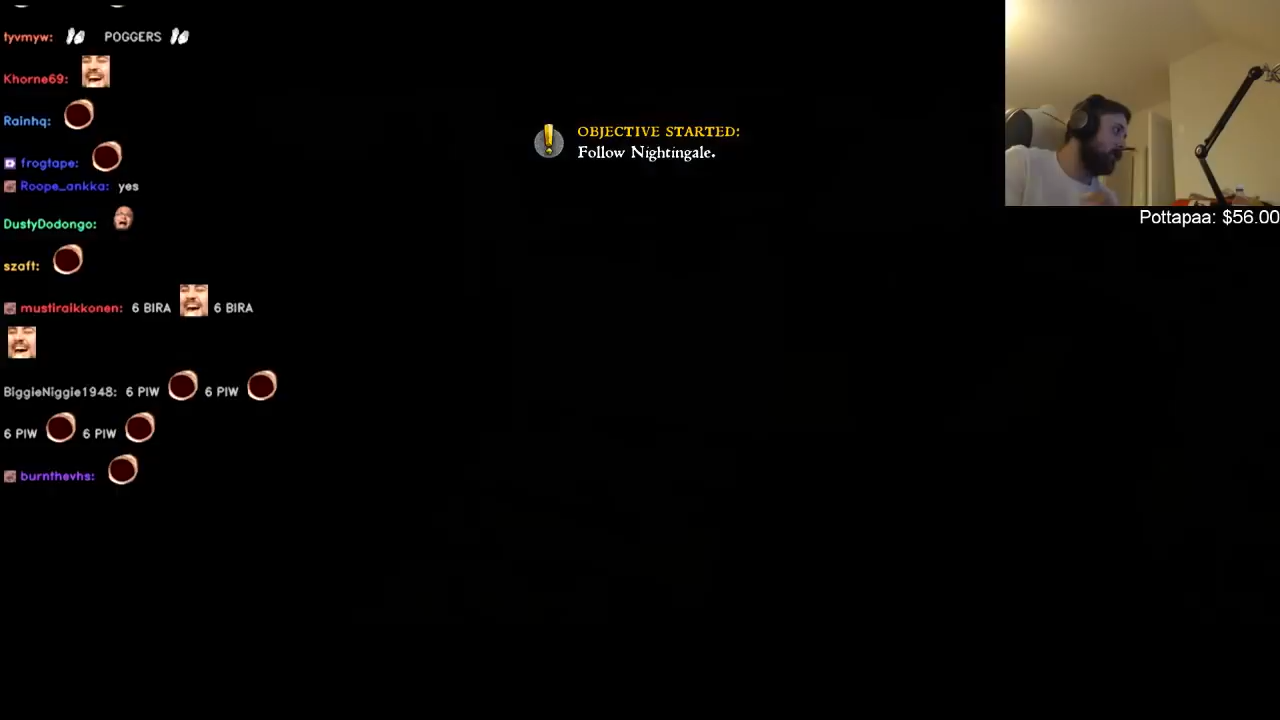 tyvmyw: POGGERS
Khorne69:
Rainhq:
frogtape:
Roope_ankka: yes
DustyDodongo:
szaft:
mustiraikkonen: 6 BIRA 6 BIRA
BiggieNiggie1948: 6 PIW 6 PIW
6 PIW 6 PIW
burnthevhs:
OBJECTIVE STARTED:
Follow Nightingale.
Pottapaa: $56.00